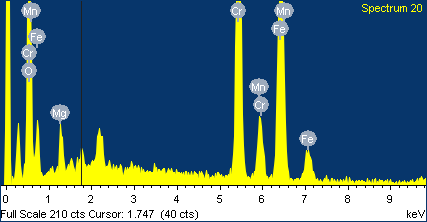 Spectrum 20
Mn
Cr
Mn
Fe
Fe
Cr
Mn
O
Cr
Mg
Fe
0 1 2 3 4 5 6 7 8 9
Full Scale 210 cts Cursor: 1.747 (40 cts) keV